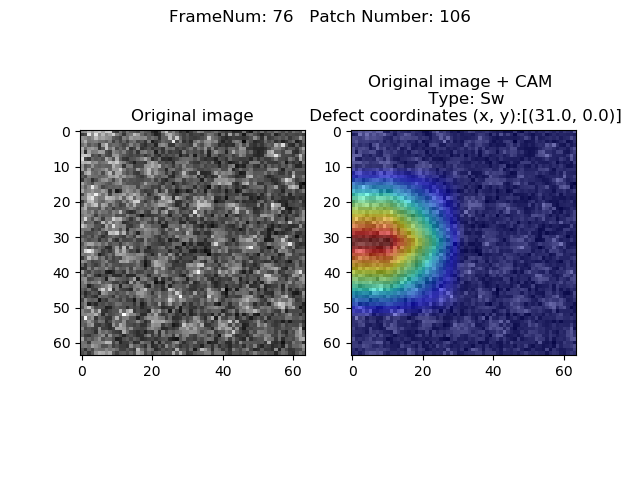 FrameNum: 76   Patch Number: 106
Original image
0
10
20
30
40
50
60
0 20 40 60
Original image + CAM
Type: Sw
Defect coordinates (x, y):[(31.0, 0.0)]
0
10
20
30
40
50
60
0 20 40 60